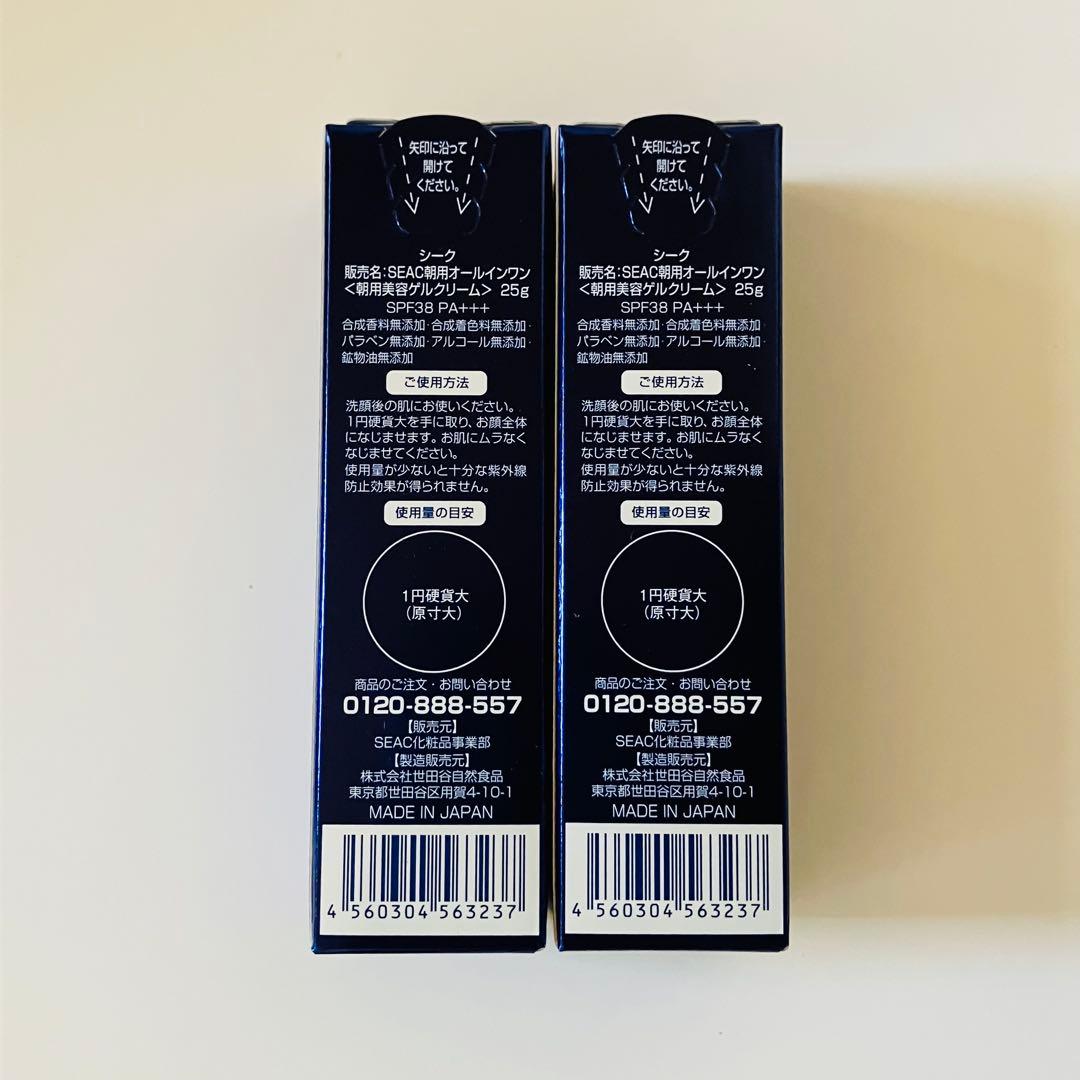 矢印に沿って
開けて
ください。
シーク
販売名:SEAC朝用オールインワン
<朝用美容ゲルクリーム> 25g
SPF38 PA+++
合成香料無添加・合成着色料無添加・
パラベン無添加・アルコール無添加・
鉱物油無添加
ご使用方法
洗顔後の肌にお使いください。
1円硬貨大を手に取り、お顔全体
になじませます。お肌にムラなく
なじませてください。
使用量が少ないと十分な紫外線
防止効果が得られません。
使用量の目安
1円硬貨大
(原寸大)
商品のご注文・お問い合わせ
0120-888-557
【販売元】
SEAC化粧品事業部
【製造販売元】
株式会社世田谷自然食品
東京都世田谷区用賀4-10-1
MADE IN JAPAN
4 560304 563237
矢印に沿って
開けて
ください。
シーク
販売名:SEAC朝用オールインワン
<朝用美容ゲルクリーム> 25g
SPF38 PA+++
合成香料無添加・合成着色料無添加・
パラベン無添加・アルコール無添加・
鉱物油無添加
ご使用方法
洗顔後の肌にお使いください。
1円硬貨大を手に取り、お顔全体
になじませます。お肌にムラなく
なじませてください。
使用量が少ないと十分な紫外線
防止効果が得られません。
使用量の目安
1円硬貨大
(原寸大)
商品のご注文・お問い合わせ
0120-888-557
【販売元】
SEAC化粧品事業部
【製造販売元】
株式会社世田谷自然食品
東京都世田谷区用賀4-10-1
MADE IN JAPAN
4 560304 563237